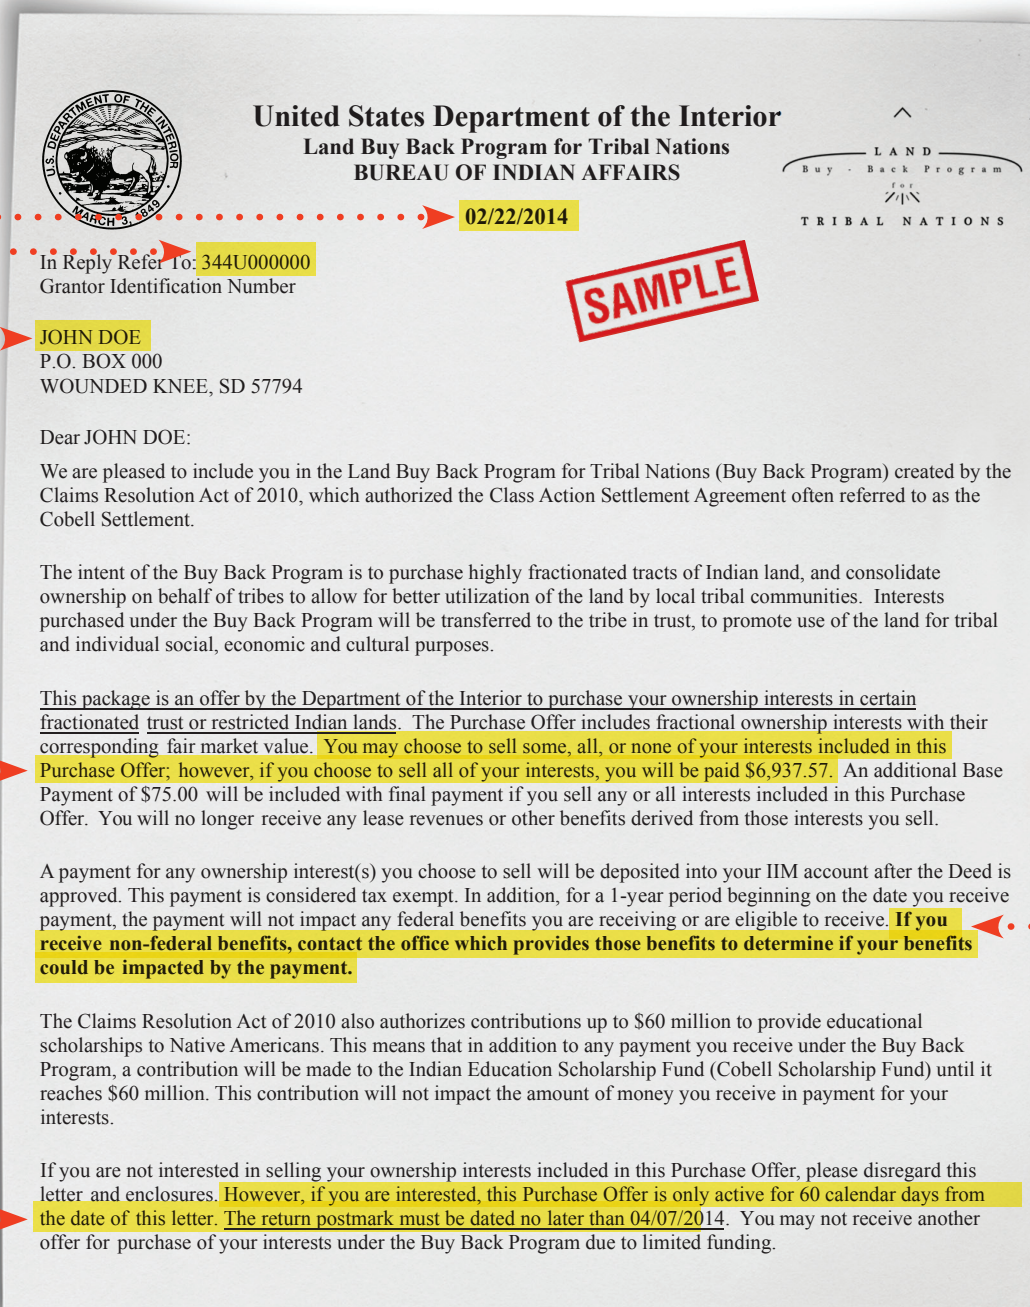 U.S. DEPARTMENT OF THE INTERIOR
MARCH 3, 1849
United States Department of the Interior
Land Buy Back Program for Tribal Nations
BUREAU OF INDIAN AFFAIRS
LAND
Buy - Back Program
for
TRIBAL NATIONS
02/22/2014
In Reply Refer To: 344U000000
Grantor Identification Number
SAMPLE
JOHN DOE
P.O. BOX 000
WOUNDED KNEE, SD 57794
Dear JOHN DOE:
We are pleased to include you in the Land Buy Back Program for Tribal Nations (Buy Back Program) created by the
Claims Resolution Act of 2010, which authorized the Class Action Settlement Agreement often referred to as the
Cobell Settlement.
The intent of the Buy Back Program is to purchase highly fractionated tracts of Indian land, and consolidate
ownership on behalf of tribes to allow for better utilization of the land by local tribal communities.  Interests
purchased under the Buy Back Program will be transferred to the tribe in trust, to promote use of the land for tribal
and individual social, economic and cultural purposes.
This package is an offer by the Department of the Interior to purchase your ownership interests in certain
fractionated trust or restricted Indian lands.  The Purchase Offer includes fractional ownership interests with their
corresponding fair market value.  You may choose to sell some, all, or none of your interests included in this
Purchase Offer; however, if you choose to sell all of your interests, you will be paid $6,937.57.  An additional Base
Payment of $75.00 will be included with final payment if you sell any or all interests included in this Purchase
Offer.  You will no longer receive any lease revenues or other benefits derived from those interests you sell.
A payment for any ownership interest(s) you choose to sell will be deposited into your IIM account after the Deed is
approved. This payment is considered tax exempt. In addition, for a 1-year period beginning on the date you receive
payment, the payment will not impact any federal benefits you are receiving or are eligible to receive. If you
receive non-federal benefits, contact the office which provides those benefits to determine if your benefits
could be impacted by the payment.
The Claims Resolution Act of 2010 also authorizes contributions up to $60 million to provide educational
scholarships to Native Americans. This means that in addition to any payment you receive under the Buy Back
Program, a contribution will be made to the Indian Education Scholarship Fund (Cobell Scholarship Fund) until it
reaches $60 million. This contribution will not impact the amount of money you receive in payment for your
interests.
If you are not interested in selling your ownership interests included in this Purchase Offer, please disregard this
letter and enclosures. However, if you are interested, this Purchase Offer is only active for 60 calendar days from
the date of this letter. The return postmark must be dated no later than 04/07/2014.  You may not receive another
offer for purchase of your interests under the Buy Back Program due to limited funding.